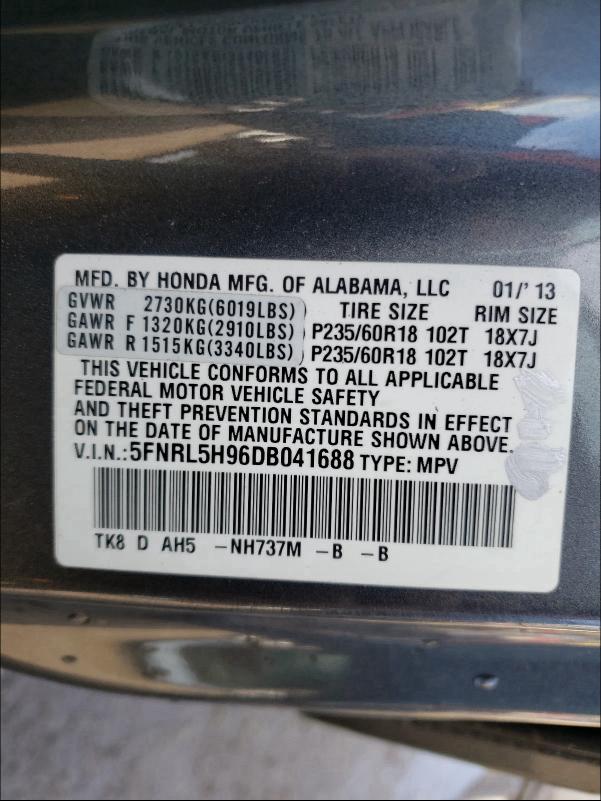 MFD. BY HONDA MFG. OF ALABAMA, LLC 01/'13
GVWR 2730KG(6019LBS) TIRE SIZE RIM SIZE
GAWR F 1320KG(2910LBS) P235/60R18 102T 18X7J
GAWR R 1515KG(3340LBS) P235/60R18 102T 18X7J
THIS VEHICLE CONFORMS TO ALL APPLICABLE
FEDERAL MOTOR VEHICLE SAFETY
AND THEFT PREVENTION STANDARDS IN EFFECT
ON THE DATE OF MANUFACTURE SHOWN ABOVE.
V.I.N.:5FNRL5H96DB041688 TYPE: MPV
TK8 D AH5 -NH737M -B -B